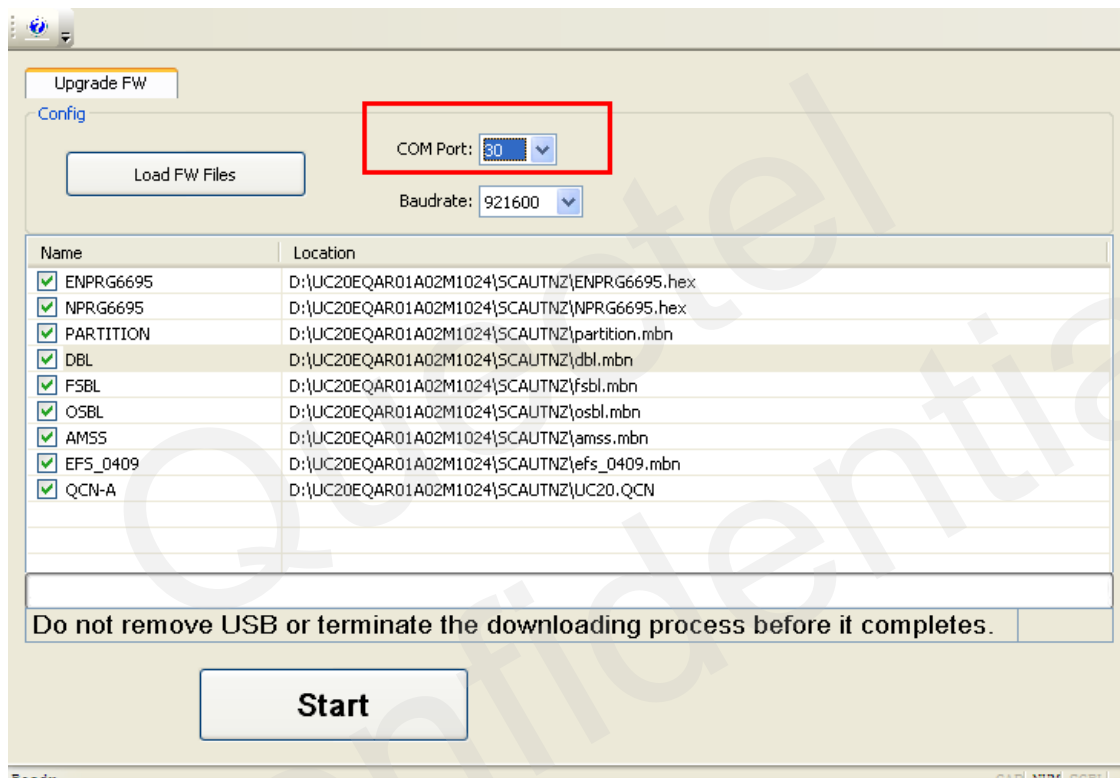 Upgrade FW
Config
COM Port: 30
Load FW Files
Baudrate: 921600
Name Location
ENPRG6695 D:\UC20EQAR01A02M1024\SCAUTNZ\ENPRG6695.hex
NPRG6695 D:\UC20EQAR01A02M1024\SCAUTNZ\NPRG6695.hex
PARTITION D:\UC20EQAR01A02M1024\SCAUTNZ\partition.mbn
DBL D:\UC20EQAR01A02M1024\SCAUTNZ\dbl.mbn
FSBL D:\UC20EQAR01A02M1024\SCAUTNZ\fsbl.mbn
OSBL D:\UC20EQAR01A02M1024\SCAUTNZ\osbl.mbn
AMSS D:\UC20EQAR01A02M1024\SCAUTNZ\amss.mbn
EFS_0409 D:\UC20EQAR01A02M1024\SCAUTNZ\efs_0409.mbn
QCN-A D:\UC20EQAR01A02M1024\SCAUTNZ\UC20.QCN
Do not remove USB or terminate the downloading process before it completes.
Start
Quectel